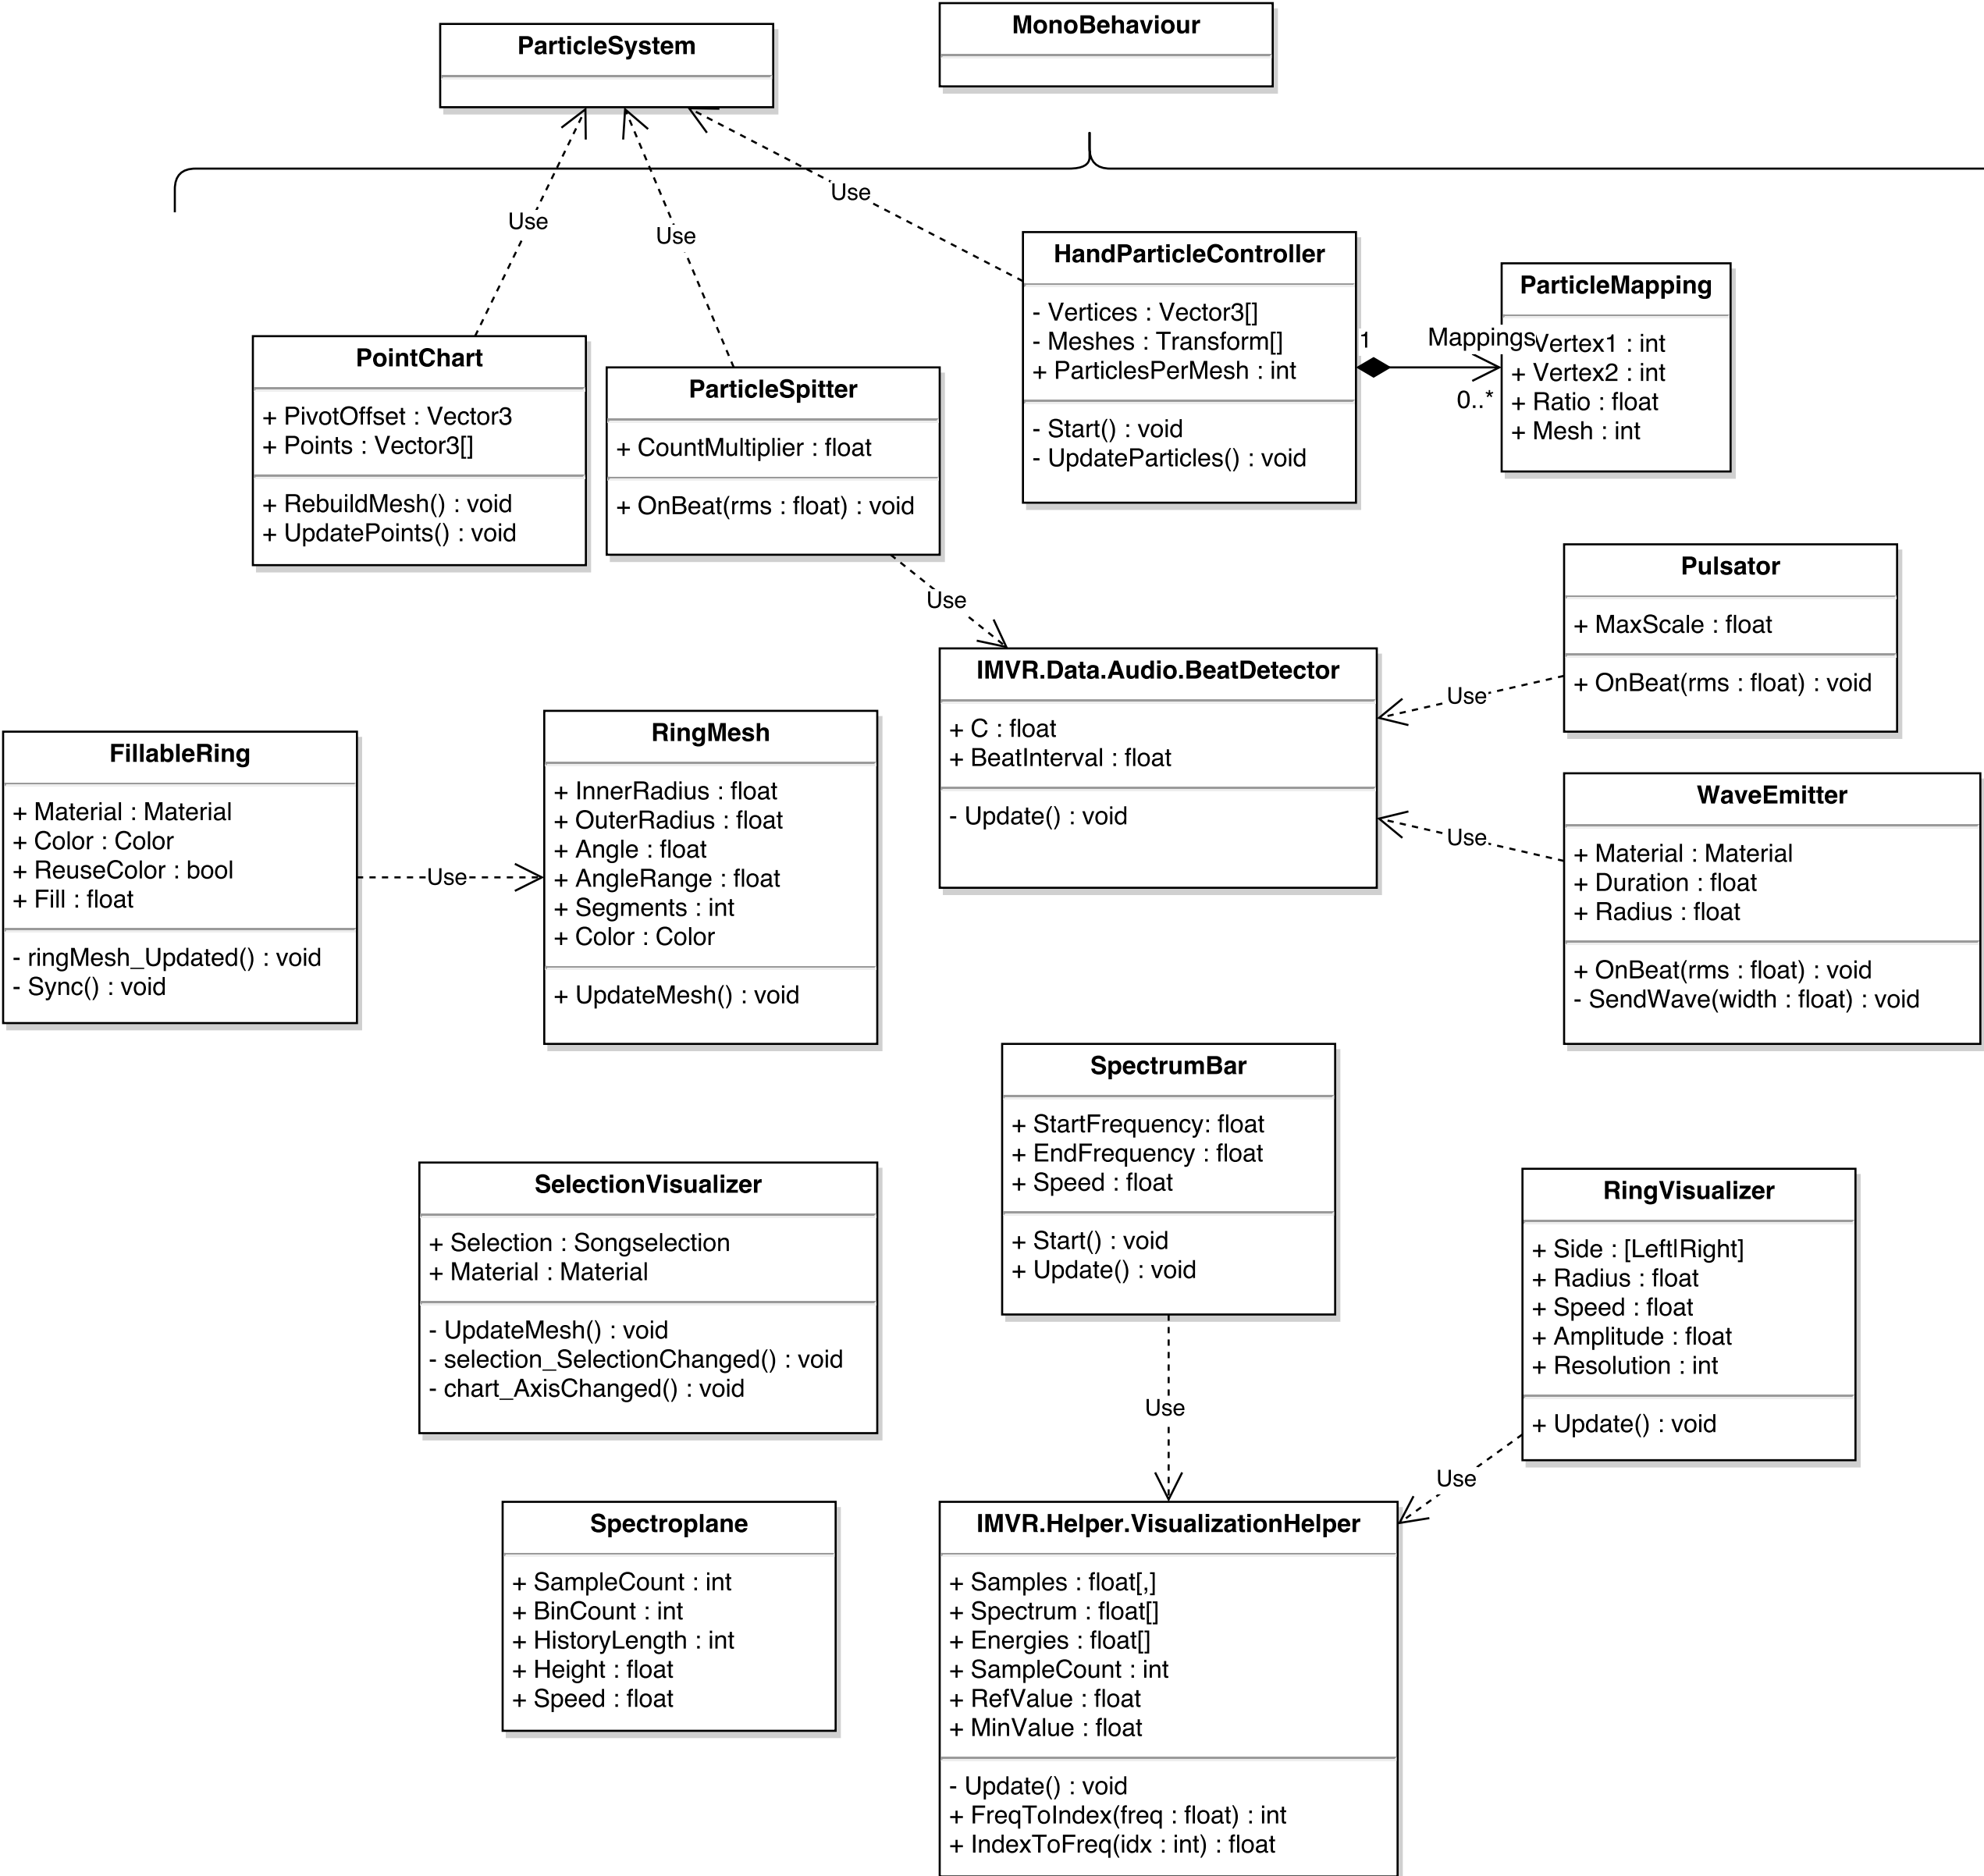 ParticleSystem
MonoBehaviour
Use
Use
Use
HandParticleController
- Vertices : Vector3[]
- Meshes : Transform[]
+ ParticlesPerMesh : int
- Start() : void
- UpdateParticles() : void
1
Mappings
0..*
ParticleMapping
Vertex1 : int
+ Vertex2 : int
+ Ratio : float
+ Mesh : int
PointChart
+ PivotOffset : Vector3
+ Points : Vector3[]
+ RebuildMesh() : void
+ UpdatePoints() : void
ParticleSpitter
+ CountMultiplier : float
+ OnBeat(rms : float) : void
Use
Pulsator
+ MaxScale : float
+ OnBeat(rms : float) : void
Use
IMVR.Data.Audio.BeatDetector
+ C : float
+ BeatInterval : float
- Update() : void
FillableRing
+ Material : Material
+ Color : Color
+ ReuseColor : bool
+ Fill : float
- ringMesh_Updated() : void
- Sync() : void
Use
RingMesh
+ InnerRadius : float
+ OuterRadius : float
+ Angle : float
+ AngleRange : float
+ Segments : int
+ Color : Color
+ UpdateMesh() : void
Use
WaveEmitter
+ Material : Material
+ Duration : float
+ Radius : float
+ OnBeat(rms : float) : void
- SendWave(width : float) : void
SpectrumBar
+ StartFrequency: float
+ EndFrequency : float
+ Speed : float
+ Start() : void
+ Update() : void
SelectionVisualizer
+ Selection : Songselection
+ Material : Material
- UpdateMesh() : void
- selection_SelectionChanged() : void
- chart_AxisChanged() : void
RingVisualizer
+ Side : [Left|Right]
+ Radius : float
+ Speed : float
+ Amplitude : float
+ Resolution : int
+ Update() : void
Use
Use
Spectroplane
+ SampleCount : int
+ BinCount : int
+ HistoryLength : int
+ Height : float
+ Speed : float
IMVR.Helper.VisualizationHelper
+ Samples : float[,]
+ Spectrum : float[]
+ Energies : float[]
+ SampleCount : int
+ RefValue : float
+ MinValue : float
- Update() : void
+ FreqToIndex(freq : float) : int
+ IndexToFreq(idx : int) : float